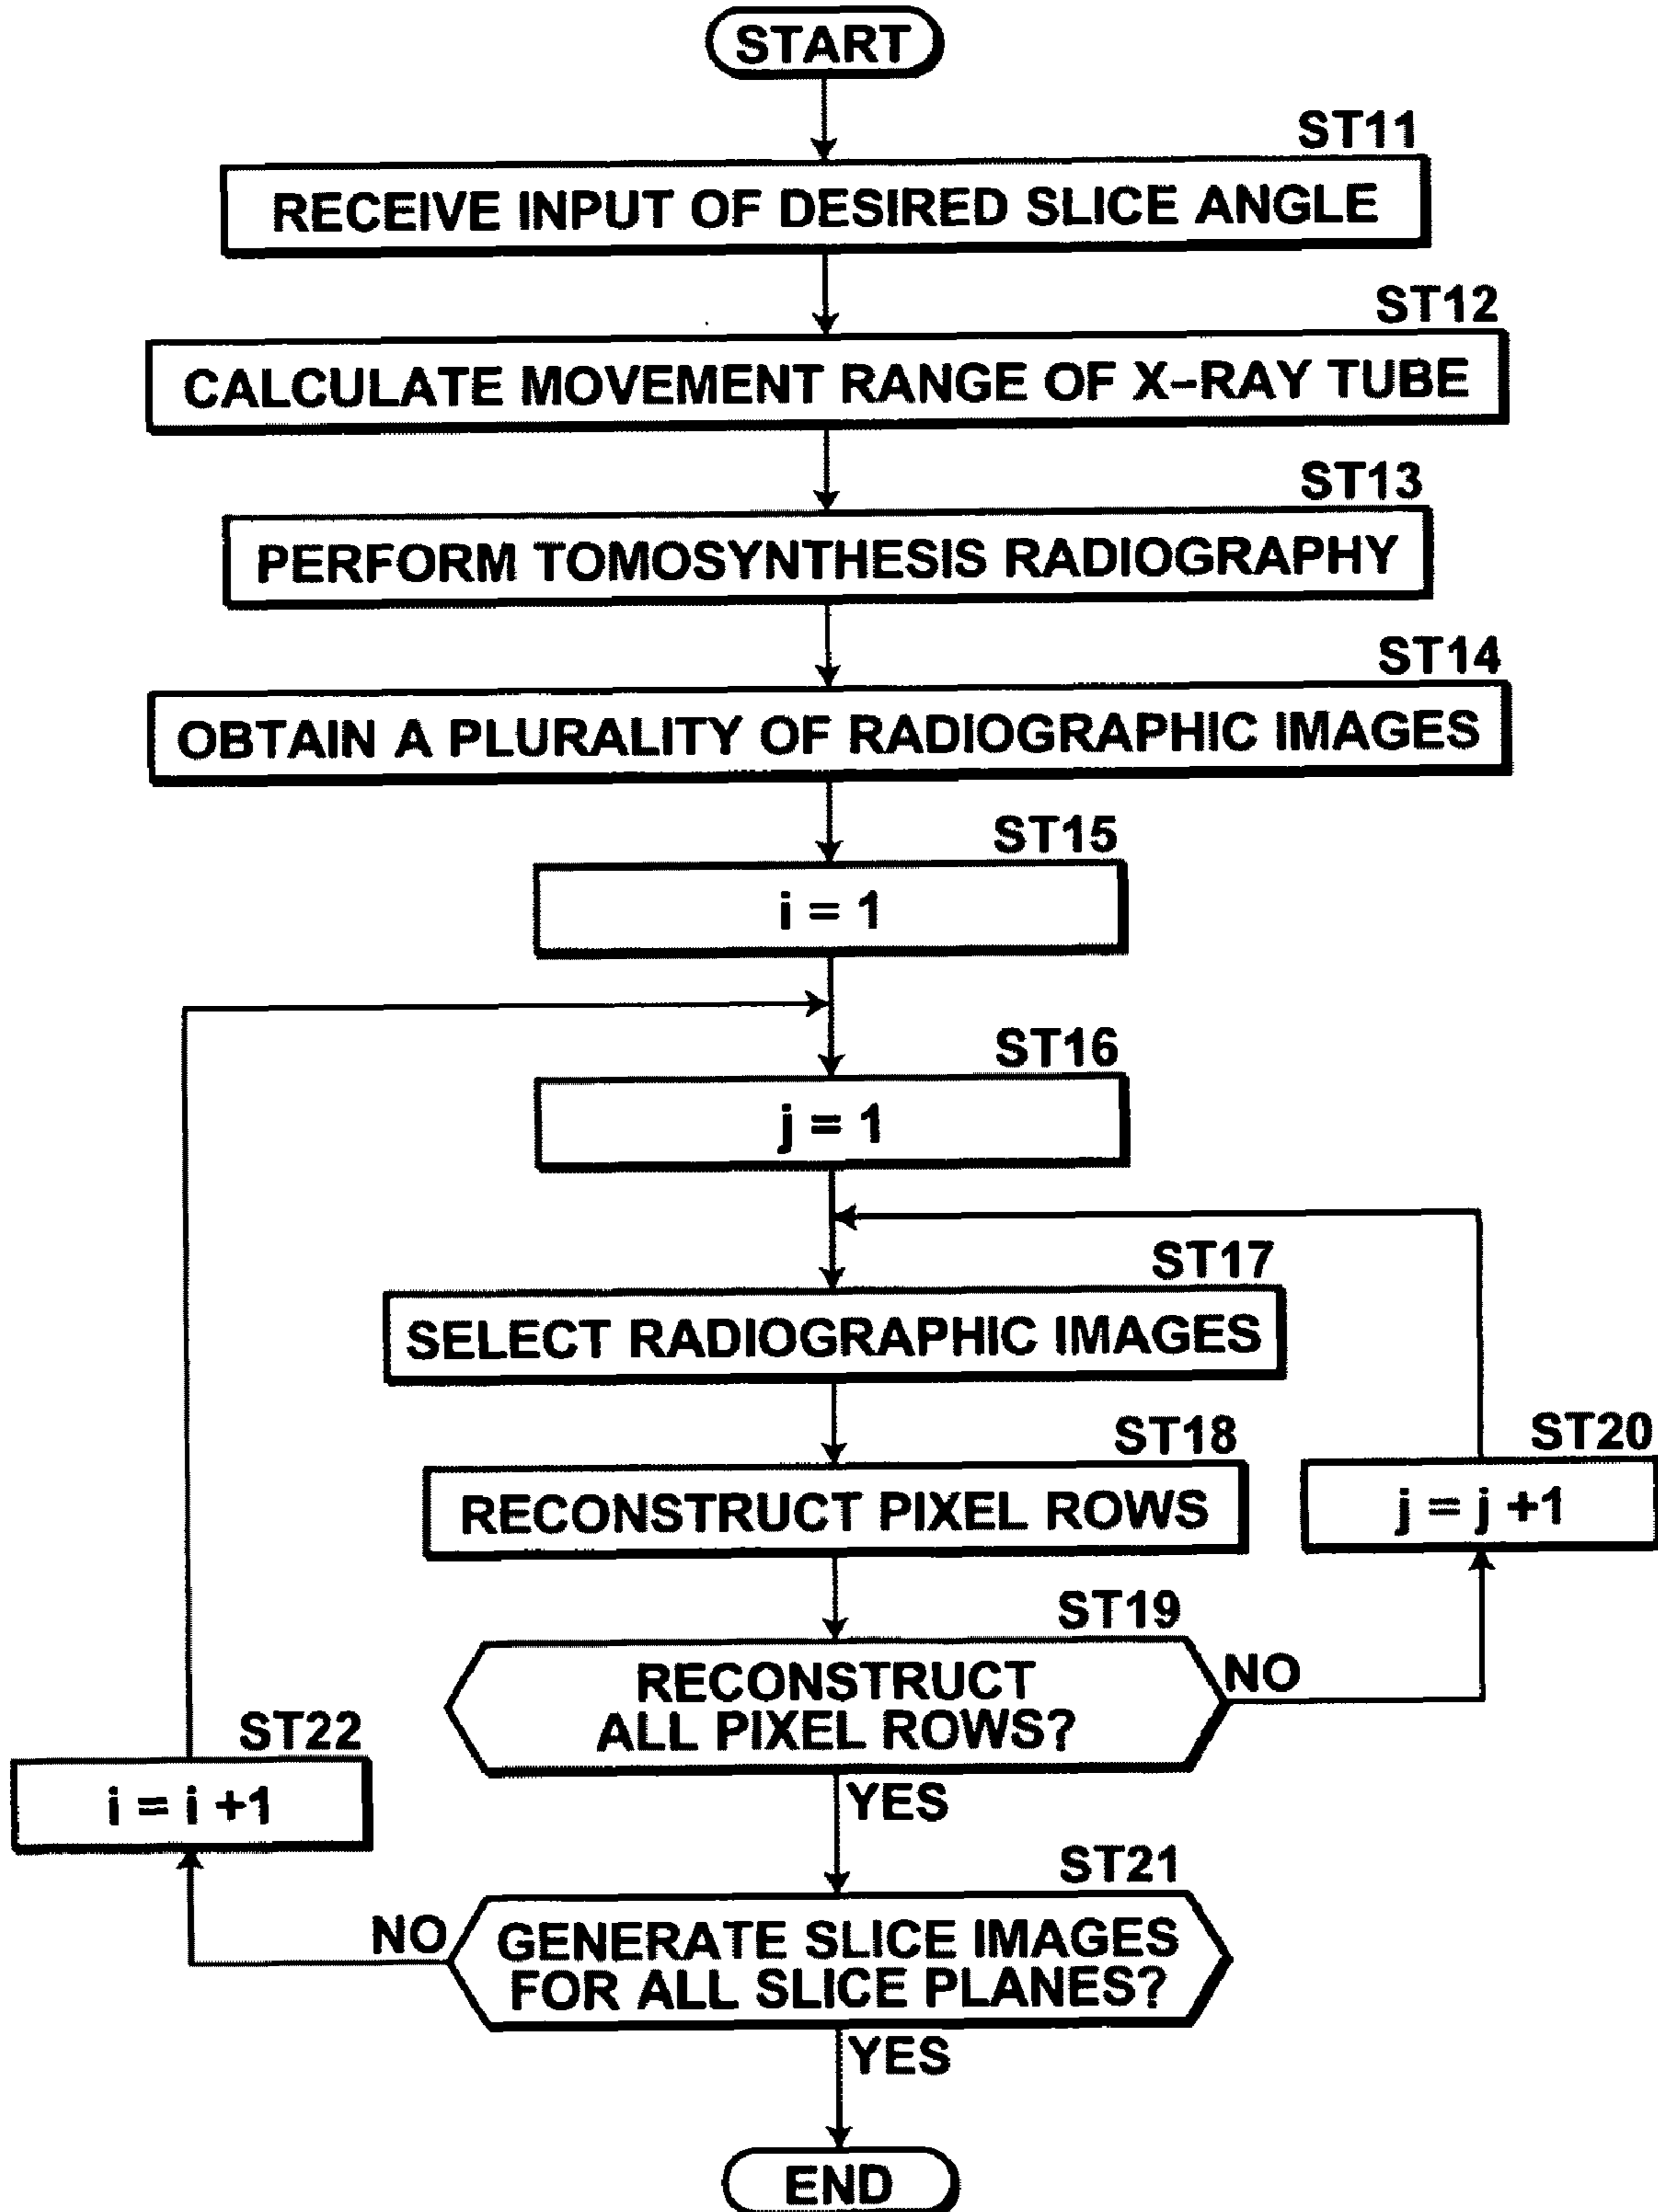 START
ST11
RECEIVE INPUT OF DESIRED SLICE ANGLE
ST12
CALCULATE MOVEMENT RANGE OF X-RAY TUBE
ST13
PERFORM TOMOSYNTHESIS RADIOGRAPHY
ST14
OBTAIN A PLURALITY OF RADIOGRAPHIC IMAGES
ST15
i = 1
ST16
j = 1
ST17
SELECT RADIOGRAPHIC IMAGES
ST18
RECONSTRUCT PIXEL ROWS
ST20
j = j +1
ST19
RECONSTRUCT
ALL PIXEL ROWS?
NO
YES
ST22
i = i +1
ST21
GENERATE SLICE IMAGES
FOR ALL SLICE PLANES?
NO
YES
END